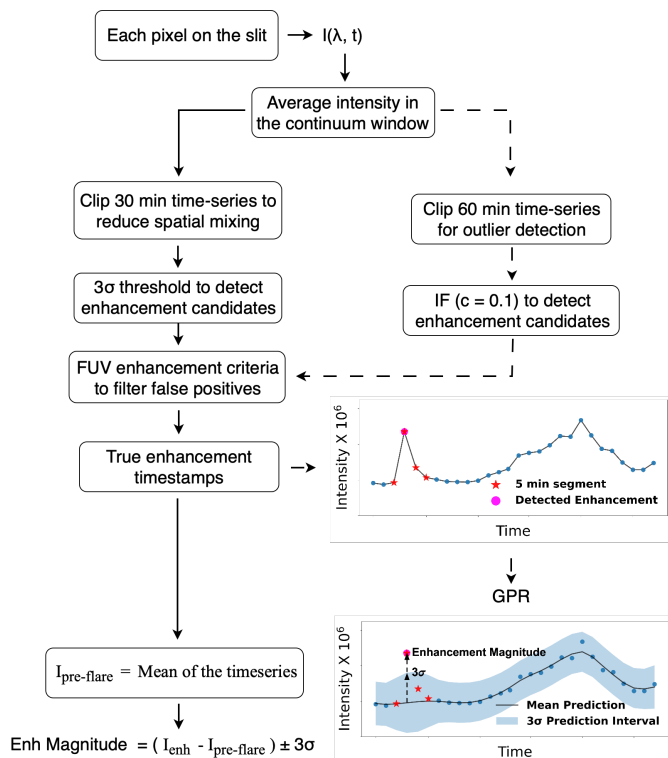 Each pixel on the slit
I(λ, t)
Average intensity in
the continuum window
Clip 30 min time-series to
reduce spatial mixing
Clip 60 min time-series
for outlier detection
3σ threshold to detect
enhancement candidates
IF (c = 0.1) to detect
enhancement candidates
FUV enhancement criteria
to filter false positives
True enhancement
timestamps
Intensity X 10⁶
5 min segment
Detected Enhancement
Time
GPR
Intensity X 10⁶
Enhancement Magnitude
3σ
Mean Prediction
3σ Prediction Interval
Time
I_pre-flare = Mean of the timeseries
Enh Magnitude = ( I_enh - I_pre-flare ) ± 3σ